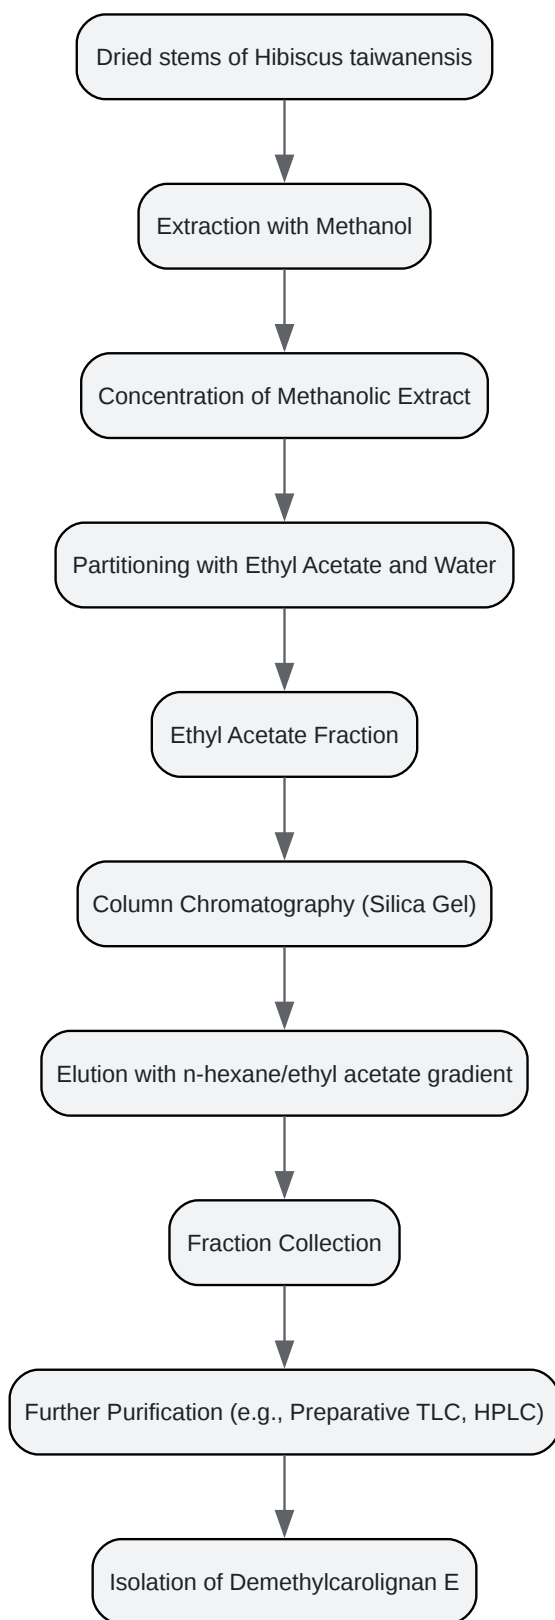 Dried stems of Hibiscus taiwanensis
Extraction with Methanol
Concentration of Methanolic Extract
Partitioning with Ethyl Acetate and Water
Ethyl Acetate Fraction
Column Chromatography (Silica Gel)
Elution with n-hexane/ethyl acetate gradient
Fraction Collection
Further Purification (e.g., Preparative TLC, HPLC)
Isolation of Demethylcarolignan E